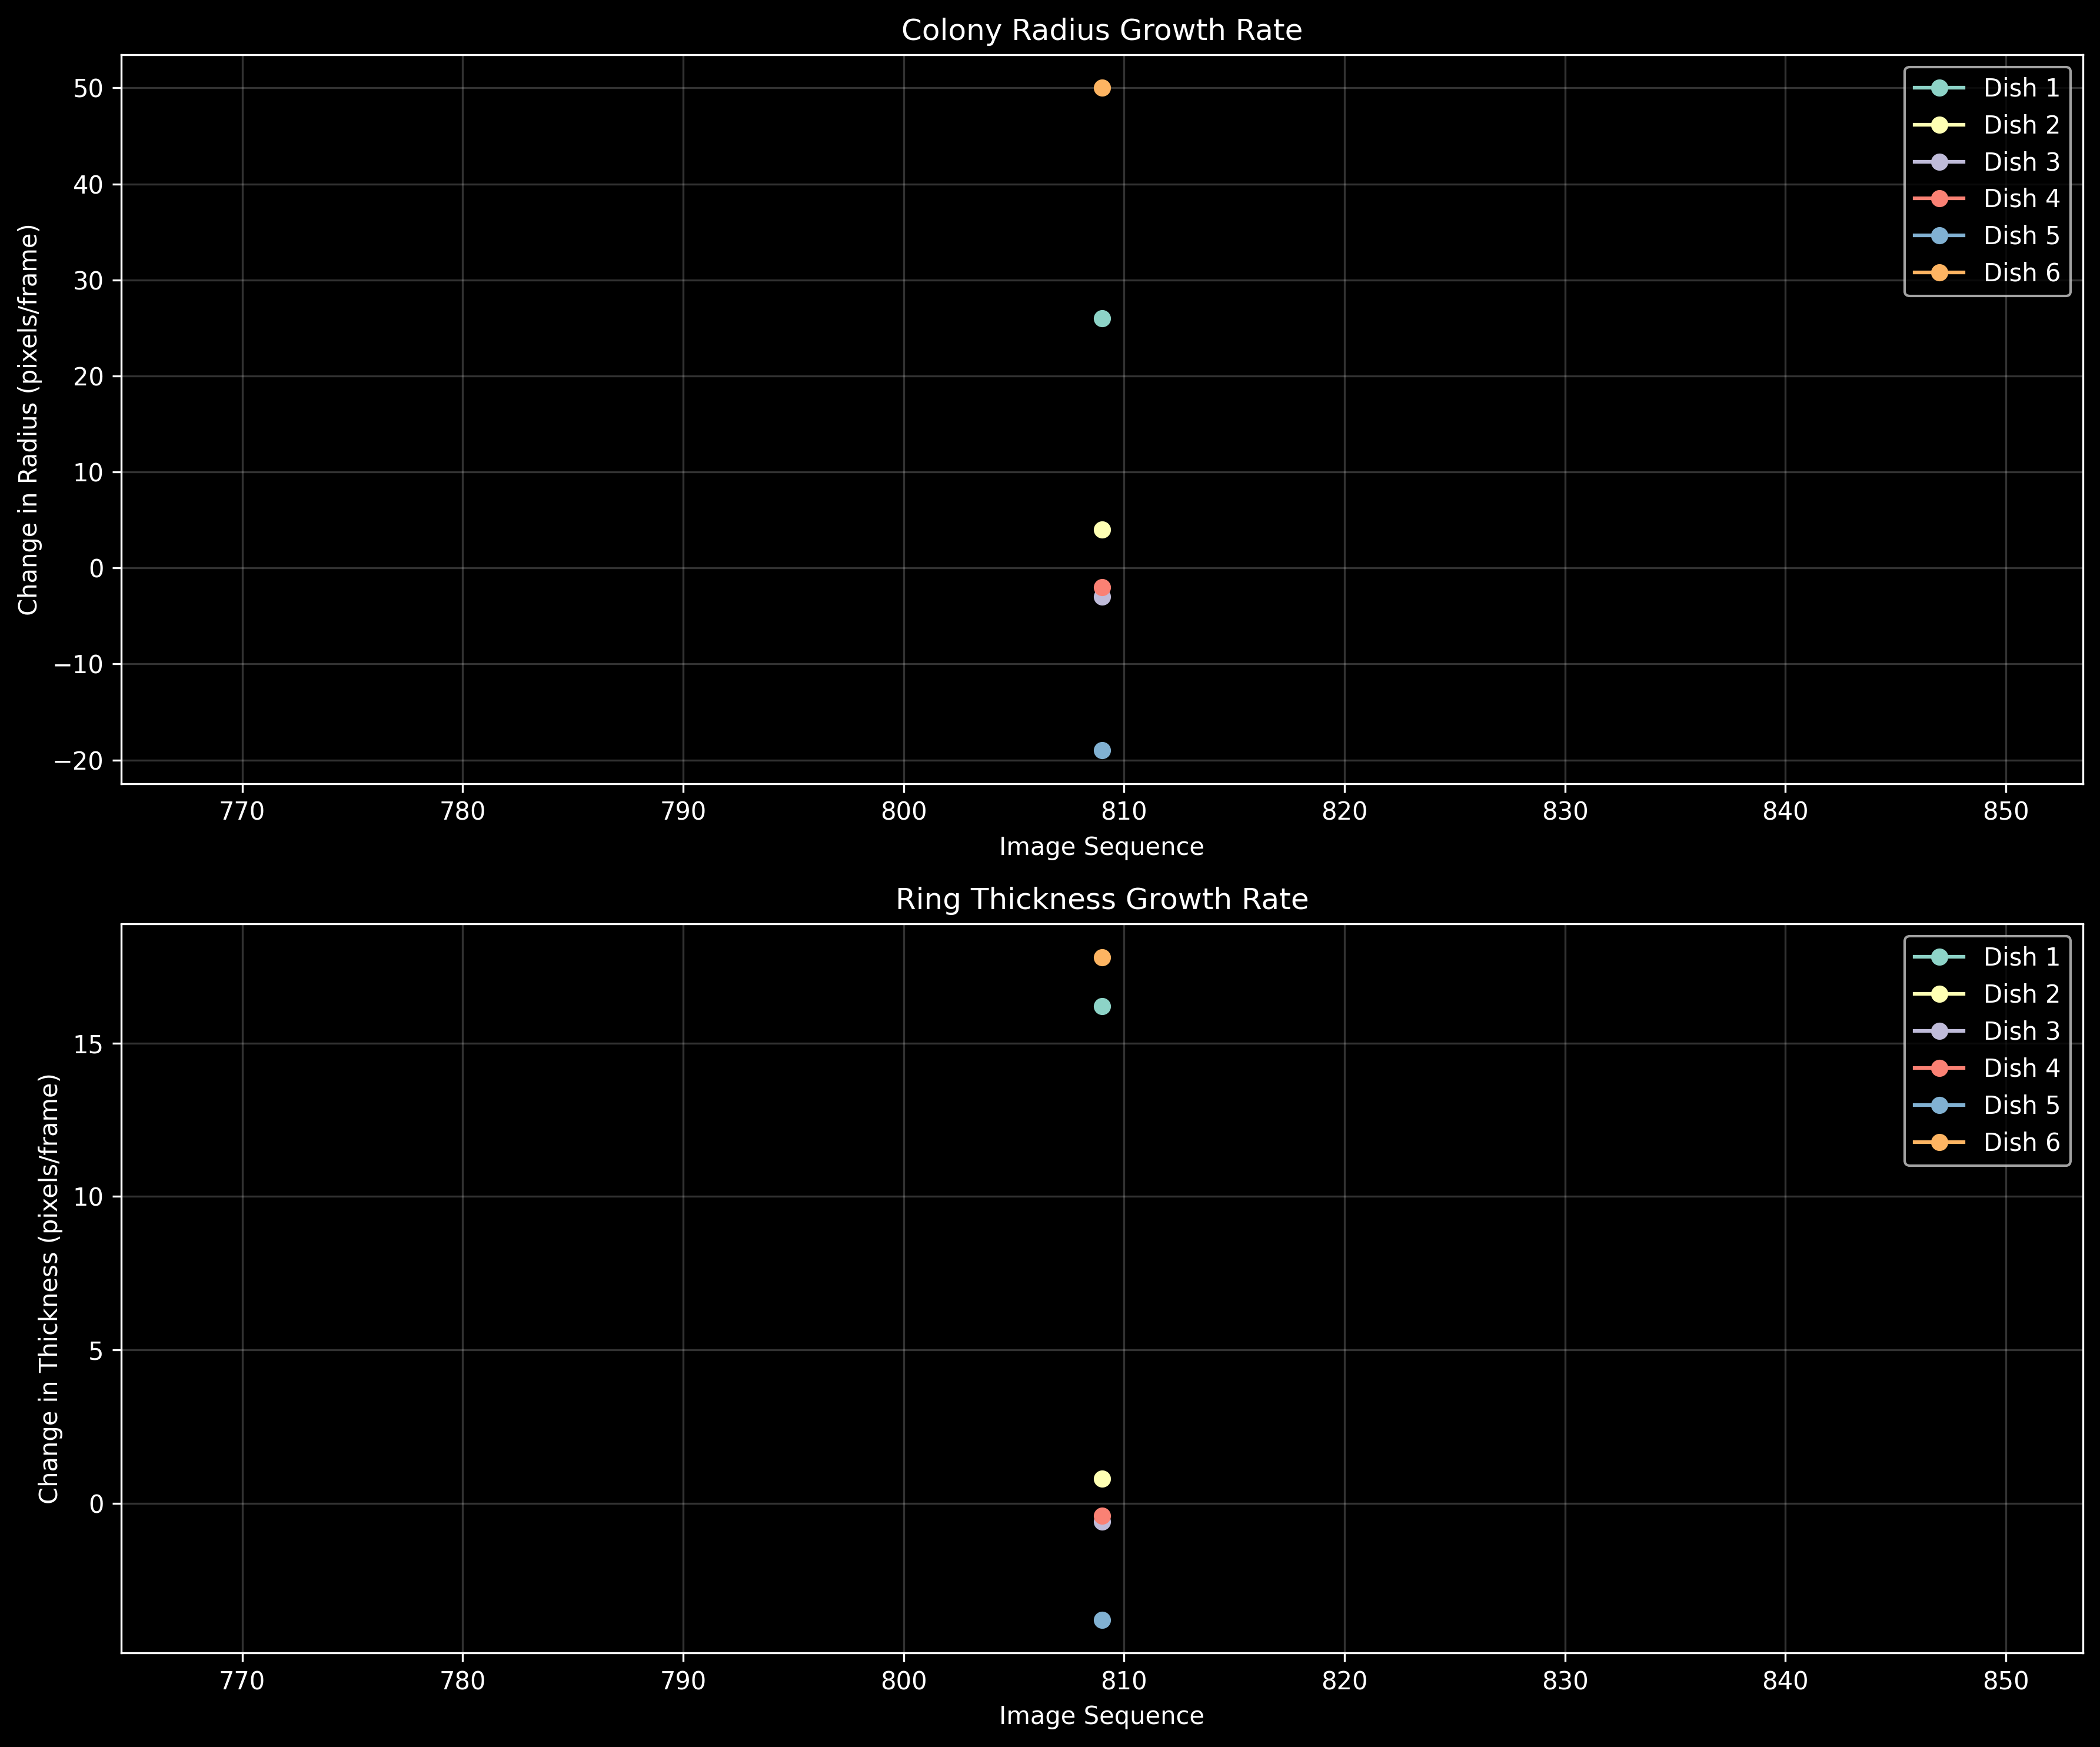 Colony Radius Growth Rate
50
40
30
20
10
0
−10
−20
Change in Radius (pixels/frame)
Dish 1
Dish 2
Dish 3
Dish 4
Dish 5
Dish 6
770 780 790 800 810 820 830 840 850
Image Sequence
Ring Thickness Growth Rate
15
10
5
0
Change in Thickness (pixels/frame)
Dish 1
Dish 2
Dish 3
Dish 4
Dish 5
Dish 6
770 780 790 800 810 820 830 840 850
Image Sequence